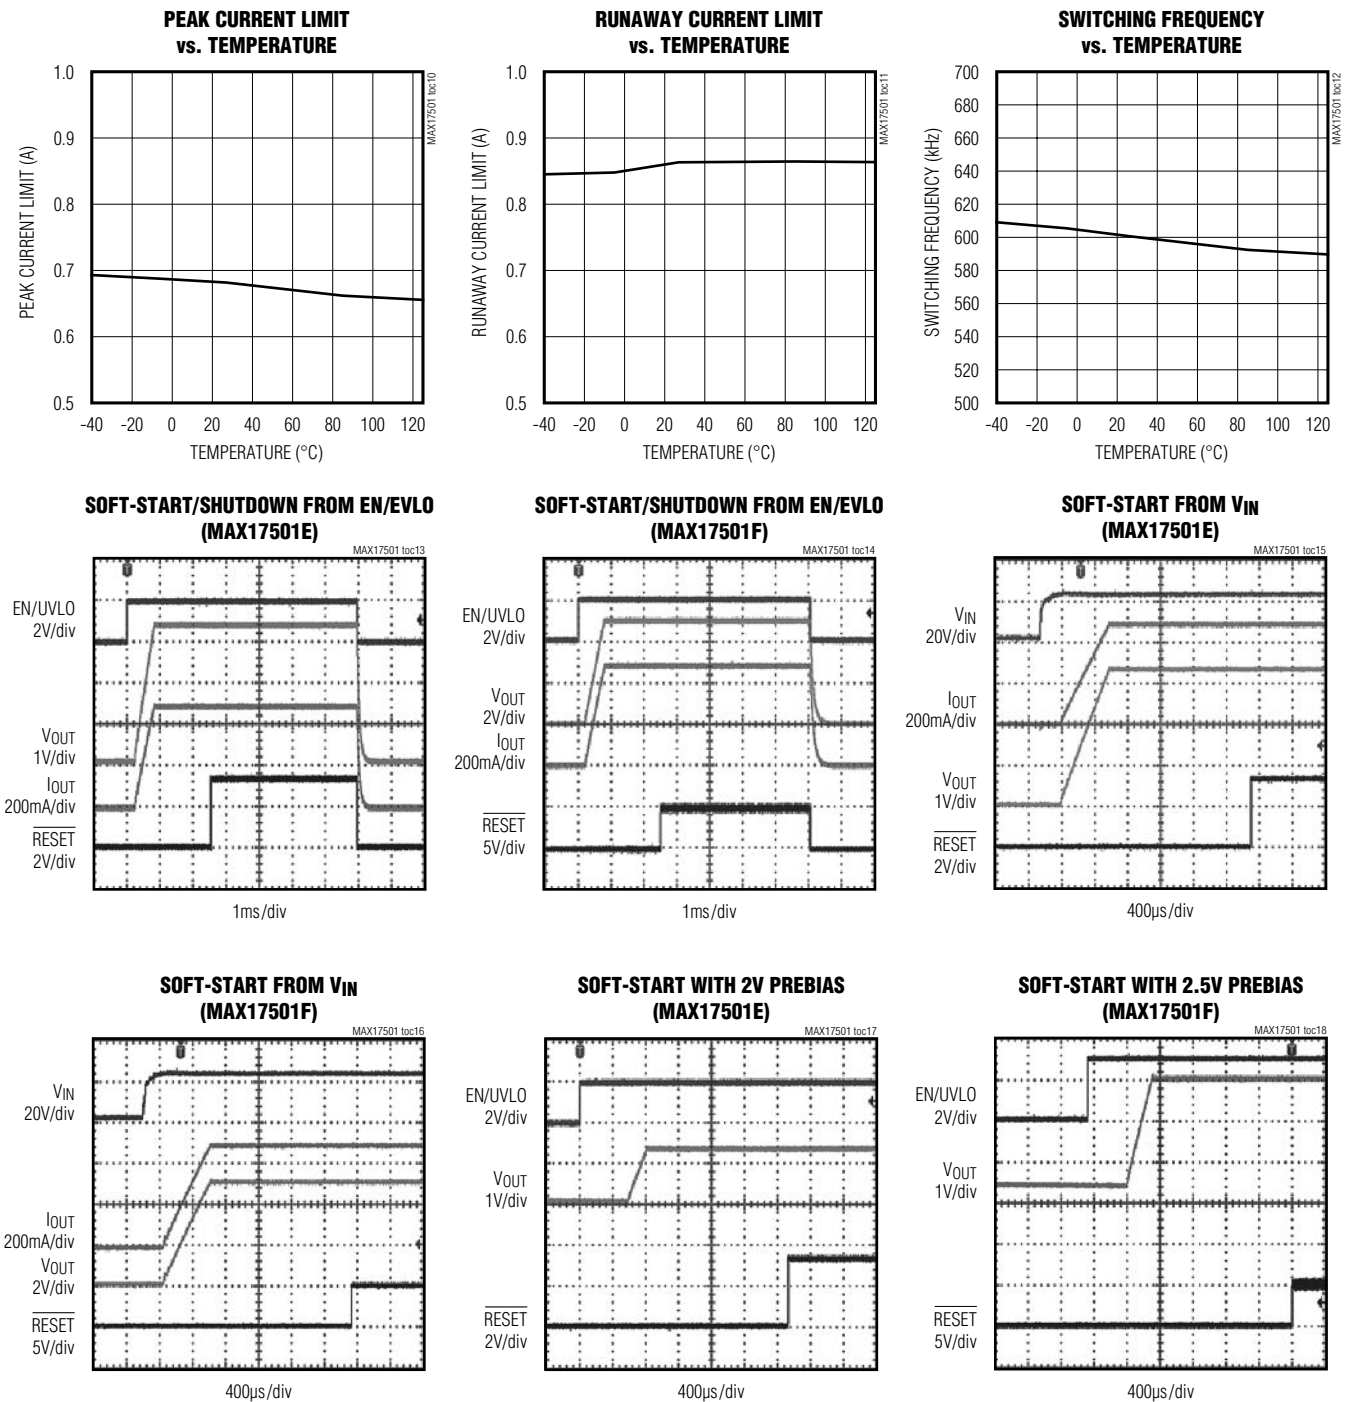 PEAK CURRENT LIMIT
vs. TEMPERATURE
MAX17501 toc10
PEAK CURRENT LIMIT (A)
1.0
0.9
0.8
0.7
0.6
0.5
-40 -20 0 20 40 60 80 100 120
TEMPERATURE (°C)
RUNAWAY CURRENT LIMIT
vs. TEMPERATURE
MAX17501 toc11
RUNAWAY CURRENT LIMIT (A)
1.0
0.9
0.8
0.7
0.6
0.5
-40 -20 0 20 40 60 80 100 120
TEMPERATURE (°C)
SWITCHING FREQUENCY
vs. TEMPERATURE
MAX17501 toc12
SWITCHING FREQUENCY (kHz)
700
680
660
640
620
600
580
560
540
520
500
-40 -20 0 20 40 60 80 100 120
TEMPERATURE (°C)
SOFT-START/SHUTDOWN FROM EN/EVLO
(MAX17501E)
MAX17501 toc13
T
EN/UVLO
2V/div
VOUT
1V/div
IOUT
200mA/div
RESET
2V/div
1ms/div
SOFT-START/SHUTDOWN FROM EN/EVLO
(MAX17501F)
MAX17501 toc14
T
EN/UVLO
2V/div
VOUT
2V/div
IOUT
200mA/div
RESET
5V/div
1ms/div
SOFT-START FROM VIN
(MAX17501E)
MAX17501 toc15
T
VIN
20V/div
IOUT
200mA/div
VOUT
1V/div
RESET
2V/div
400µs/div
SOFT-START FROM VIN
(MAX17501F)
MAX17501 toc16
T
VIN
20V/div
IOUT
200mA/div
VOUT
2V/div
RESET
5V/div
400µs/div
SOFT-START WITH 2V PREBIAS
(MAX17501E)
MAX17501 toc17
T
EN/UVLO
2V/div
VOUT
1V/div
RESET
2V/div
400µs/div
SOFT-START WITH 2.5V PREBIAS
(MAX17501F)
MAX17501 toc18
T
EN/UVLO
2V/div
VOUT
1V/div
RESET
5V/div
400µs/div